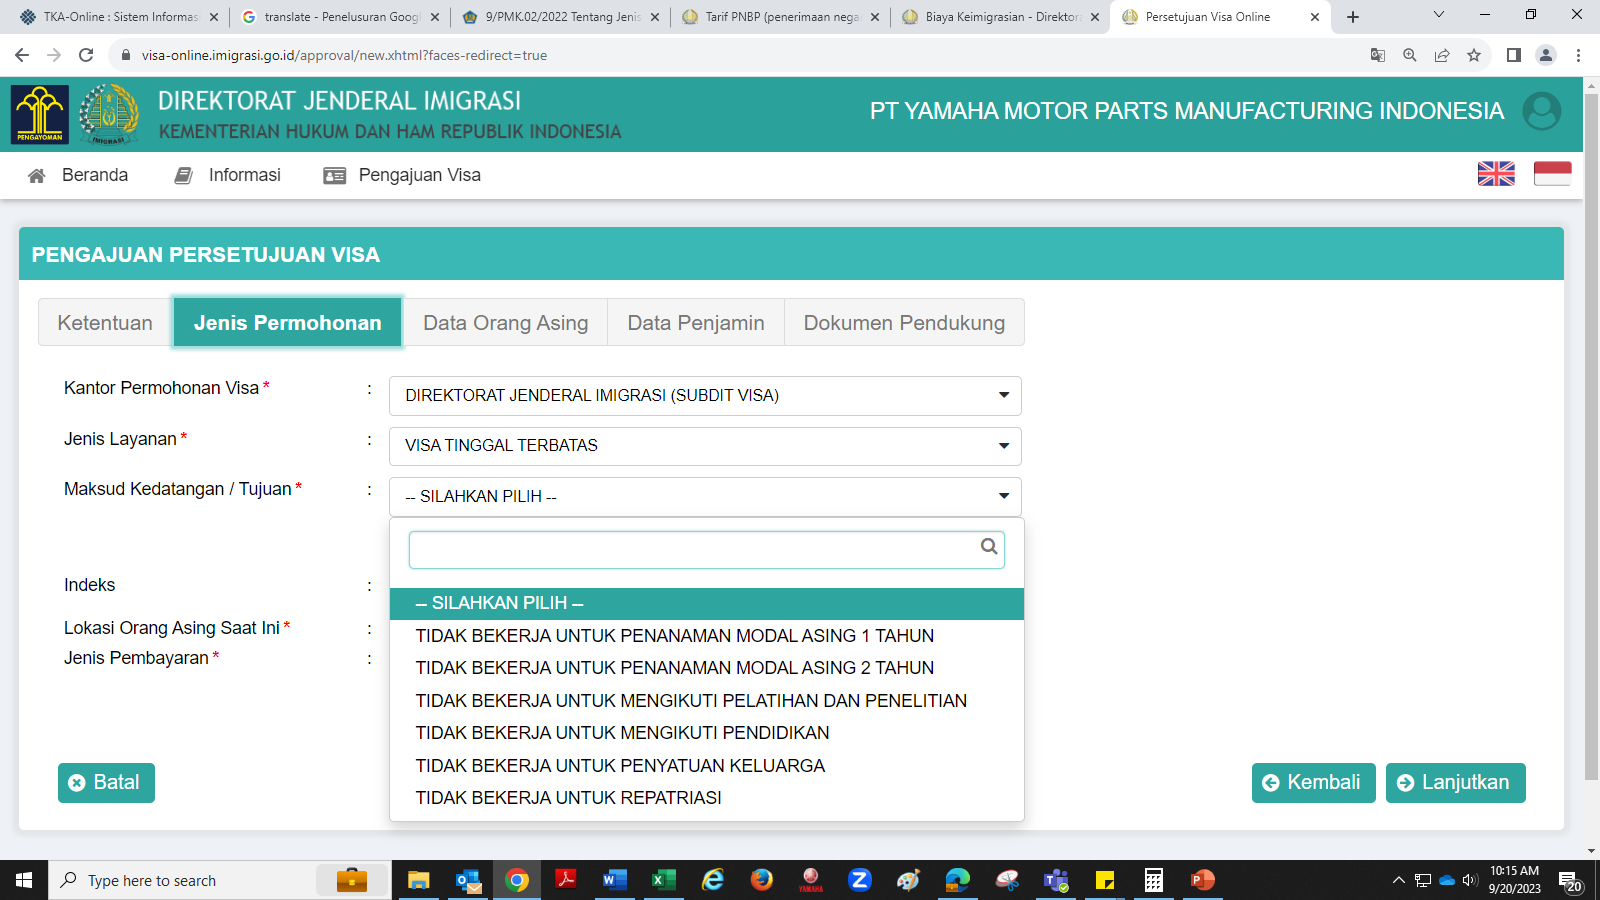 TKA-Online : Sistem Informas
translate - Penelusuran Goog
9/PMK.02/2022 Tentang Jenis
Tarif PNBP (penerimaan nega
Biaya Keimigrasian - Direktora
Persetujuan Visa Online
visa-online.imigrasi.go.id/approval/new.xhtml?faces-redirect=true
PENGAYOMAN
IMIGRASI
DIREKTORAT JENDERAL IMIGRASI
KEMENTERIAN HUKUM DAN HAM REPUBLIK INDONESIA
PT YAMAHA MOTOR PARTS MANUFACTURING INDONESIA
Beranda
Informasi
Pengajuan Visa
PENGAJUAN PERSETUJUAN VISA
Ketentuan
Jenis Permohonan
Data Orang Asing
Data Penjamin
Dokumen Pendukung
Kantor Permohonan Visa * : DIREKTORAT JENDERAL IMIGRASI (SUBDIT VISA)
Jenis Layanan * : VISA TINGGAL TERBATAS
Maksud Kedatangan / Tujuan * : -- SILAHKAN PILIH --
-- SILAHKAN PILIH --
TIDAK BEKERJA UNTUK PENANAMAN MODAL ASING 1 TAHUN
TIDAK BEKERJA UNTUK PENANAMAN MODAL ASING 2 TAHUN
TIDAK BEKERJA UNTUK MENGIKUTI PELATIHAN DAN PENELITIAN
TIDAK BEKERJA UNTUK MENGIKUTI PENDIDIKAN
TIDAK BEKERJA UNTUK PENYATUAN KELUARGA
TIDAK BEKERJA UNTUK REPATRIASI
Indeks :
Lokasi Orang Asing Saat Ini * :
Jenis Pembayaran * :
Batal
Kembali
Lanjutkan
Type here to search
YAMAHA
10:15 AM
9/20/2023
20